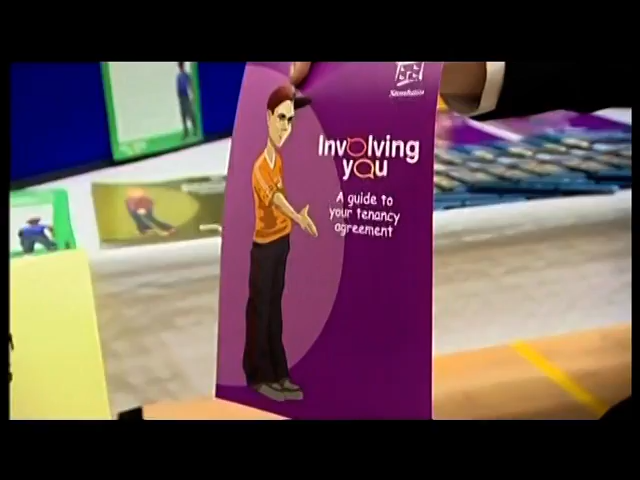 Involving
you
A guide to
your tenancy
agreement